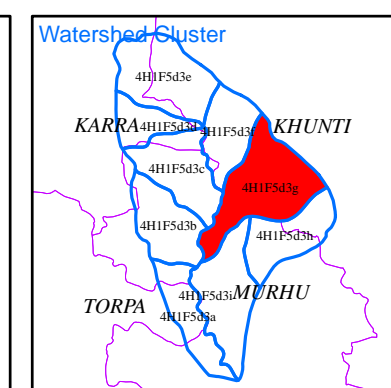 Watershed Cluster
4H1F5d3e
KARRA
4H1F5d3d
4H1F5d3f
KHUNTI
4H1F5d3c
4H1F5d3g
4H1F5d3b
4H1F5d3h
4H1F5d3i
MURHU
TORPA
4H1F5d3a